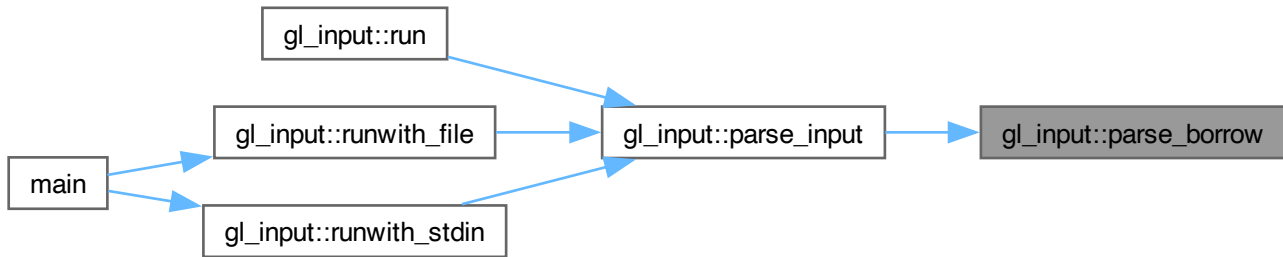 gl_input::run
gl_input::runwith_file
gl_input::parse_input
gl_input::parse_borrow
main
gl_input::runwith_stdin